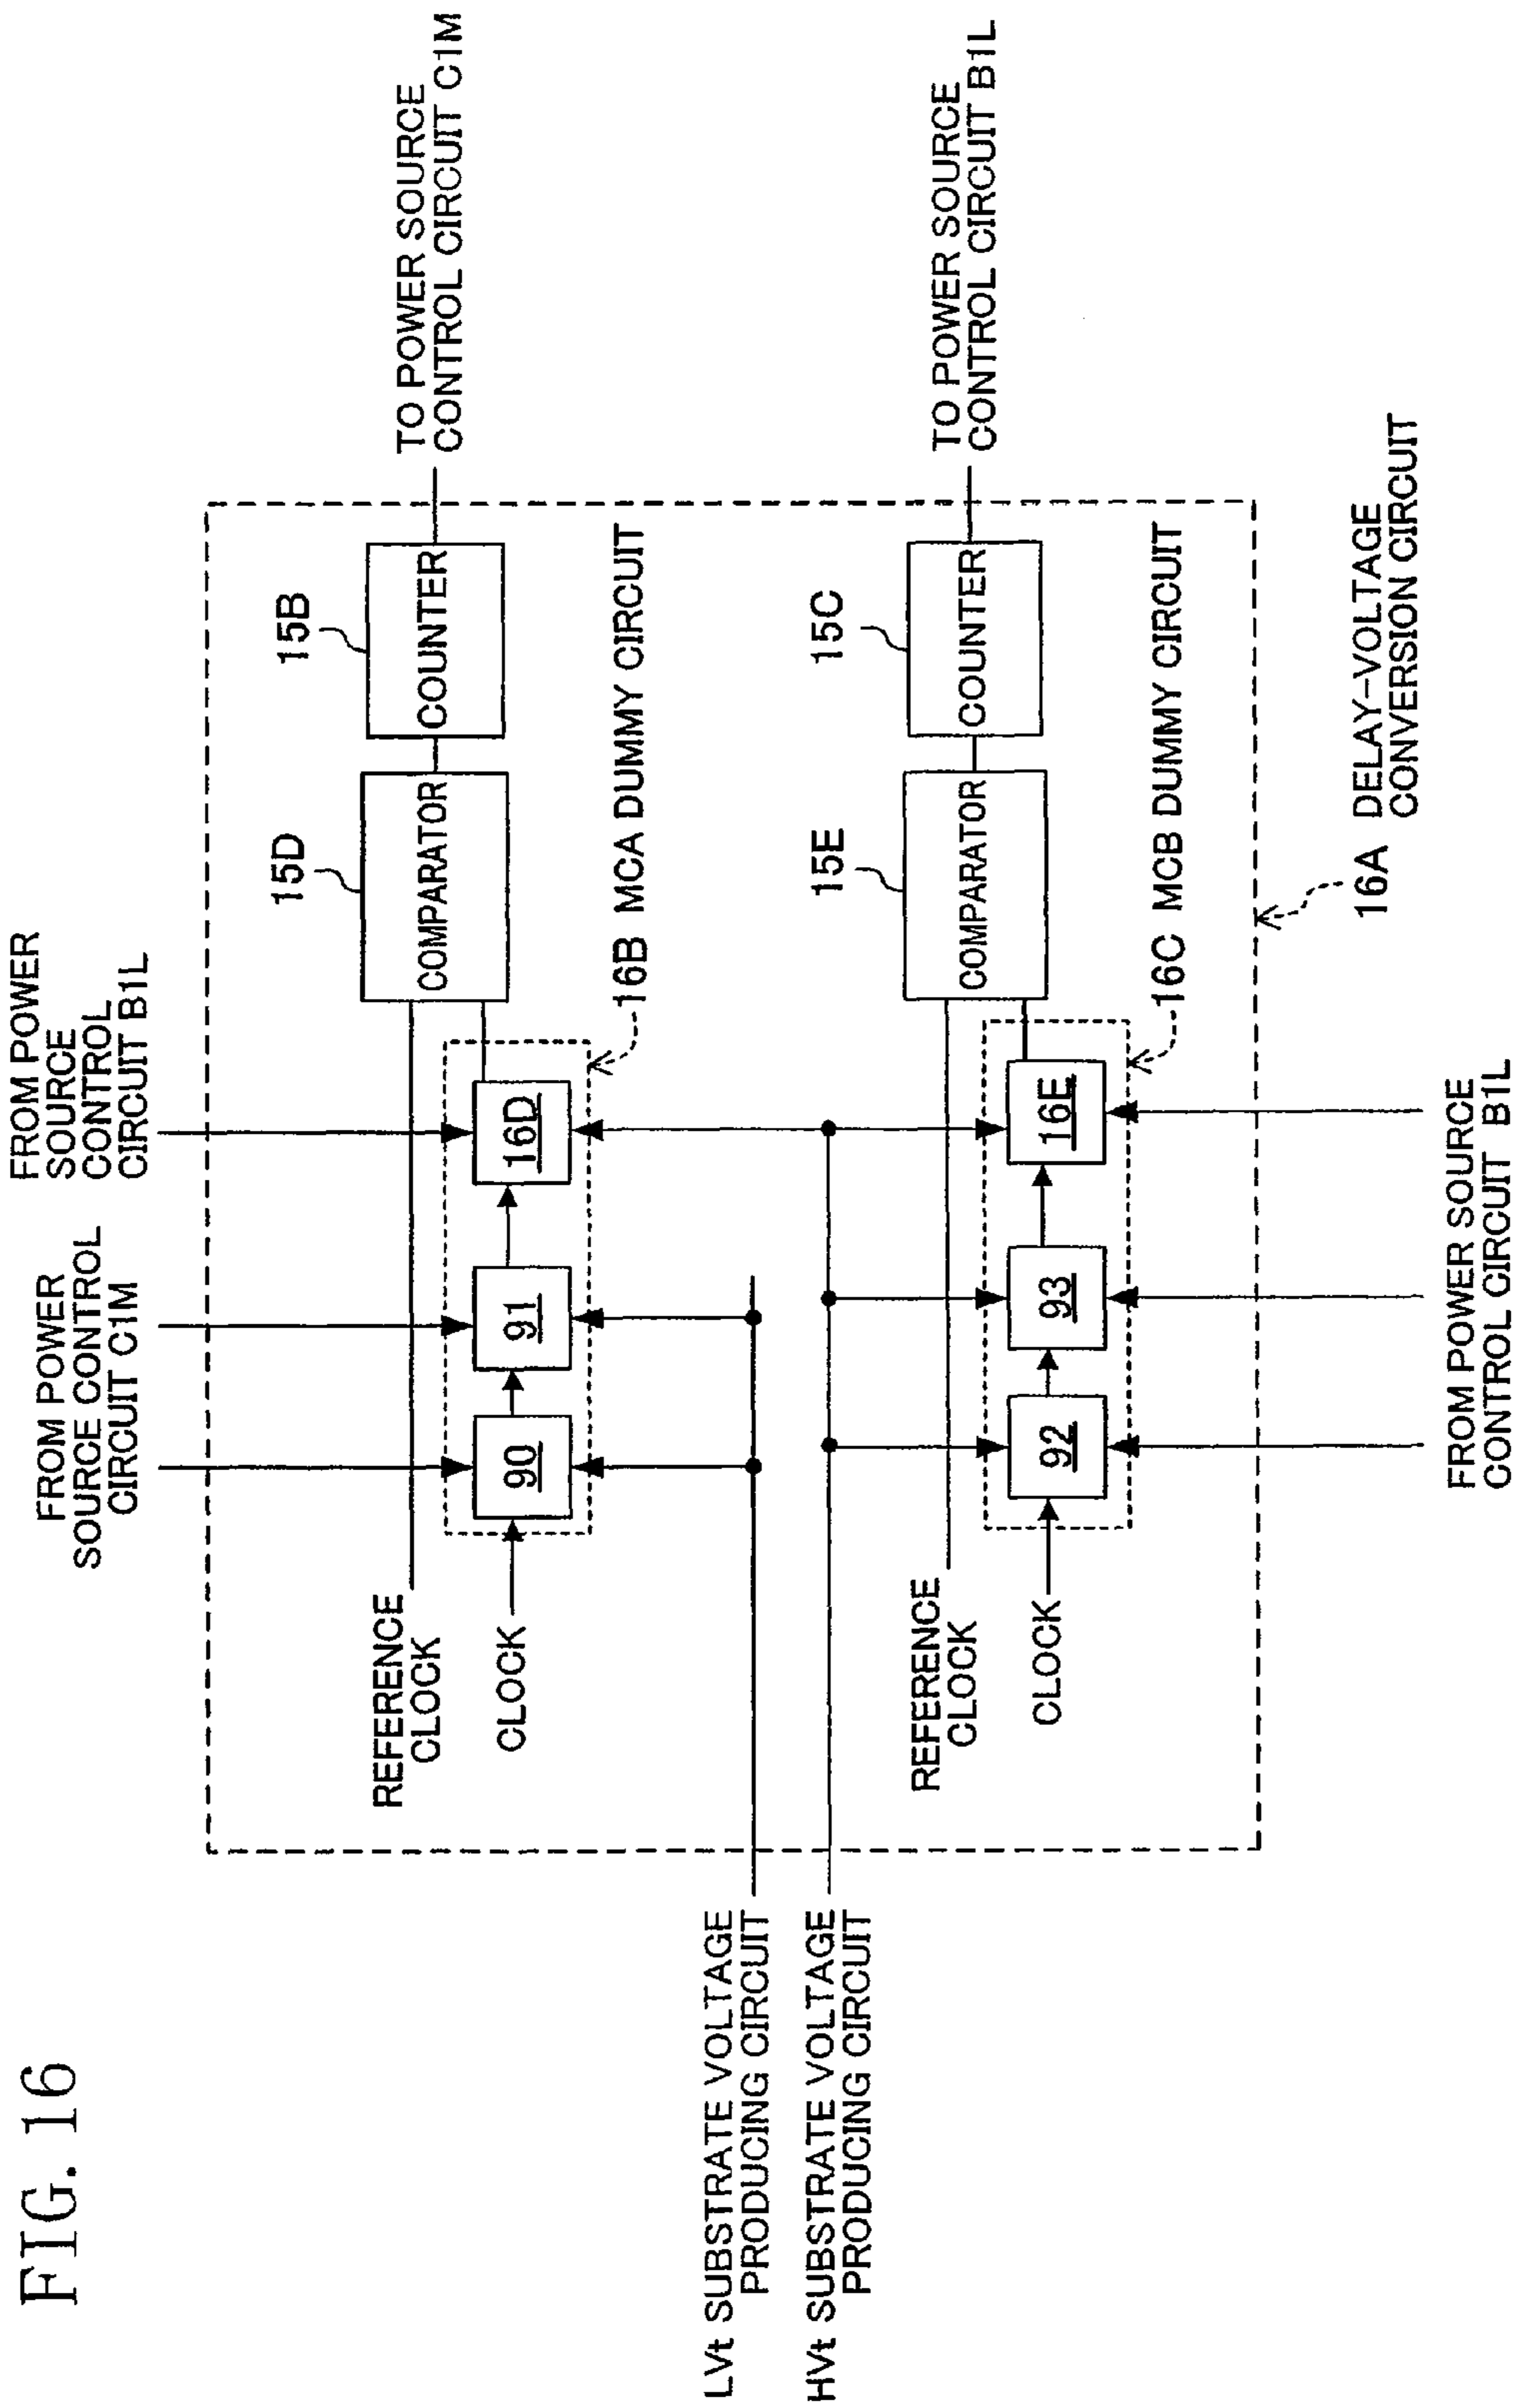 FIG. 16
FROM POWER
SOURCE CONTROL
CIRCUIT C1M
FROM POWER
SOURCE
CONTROL
CIRCUIT B1L
REFERENCE
CLOCK
CLOCK
90
91
16D
15D
COMPARATOR
15B
COUNTER
TO POWER SOURCE
CONTROL CIRCUIT C1M
16B MCA DUMMY CIRCUIT
LVt SUBSTRATE VOLTAGE
PRODUCING CIRCUIT
HVt SUBSTRATE VOLTAGE
PRODUCING CIRCUIT
REFERENCE
CLOCK
CLOCK
92
93
16E
15E
COMPARATOR
15C
COUNTER
TO POWER SOURCE
CONTROL CIRCUIT B1L
16C MCB DUMMY CIRCUIT
16A DELAY-VOLTAGE
CONVERSION CIRCUIT
FROM POWER SOURCE
CONTROL CIRCUIT B1L